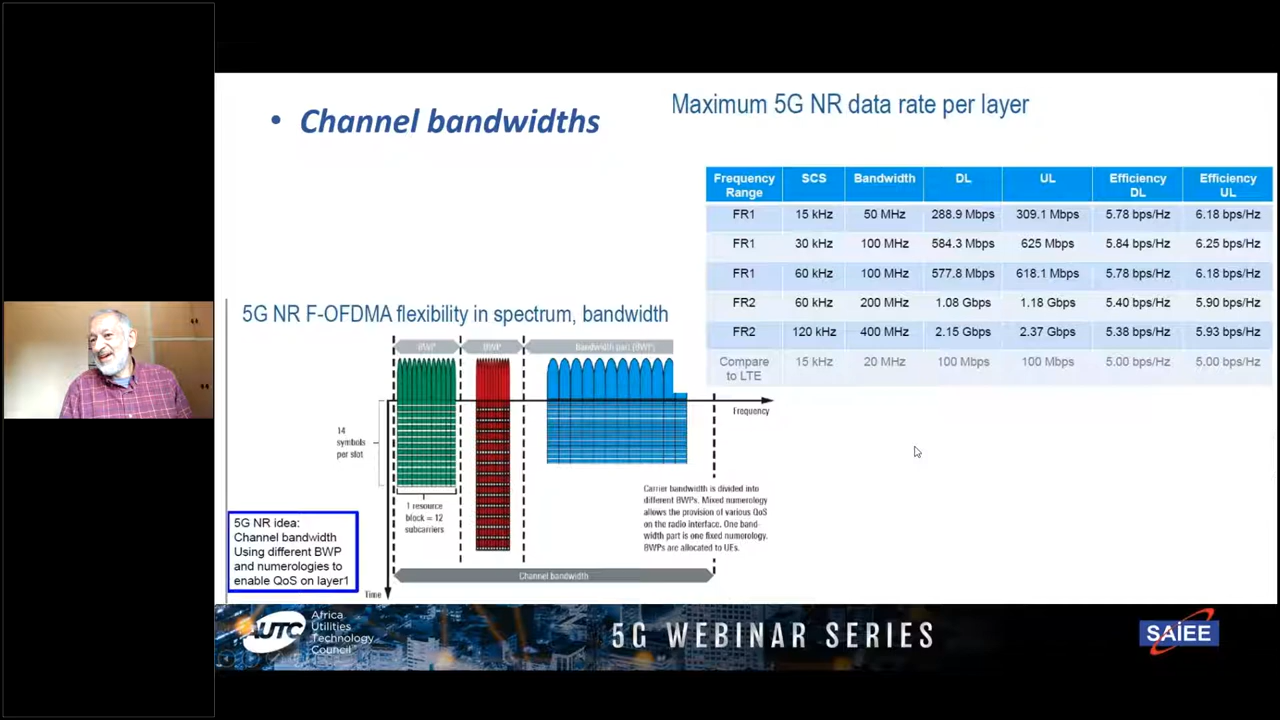 • Channel bandwidths
Maximum 5G NR data rate per layer
Frequency Range SCS Bandwidth DL UL Efficiency DL Efficiency UL
FR1 15 kHz 50 MHz 288.9 Mbps 309.1 Mbps 5.78 bps/Hz 6.18 bps/Hz
FR1 30 kHz 100 MHz 584.3 Mbps 625 Mbps 5.84 bps/Hz 6.25 bps/Hz
FR1 60 kHz 100 MHz 577.8 Mbps 618.1 Mbps 5.78 bps/Hz 6.18 bps/Hz
FR2 60 kHz 200 MHz 1.08 Gbps 1.18 Gbps 5.40 bps/Hz 5.90 bps/Hz
FR2 120 kHz 400 MHz 2.15 Gbps 2.37 Gbps 5.38 bps/Hz 5.93 bps/Hz
Compare to LTE 15 kHz 20 MHz 100 Mbps 100 Mbps 5.00 bps/Hz 5.00 bps/Hz
5G NR F-OFDMA flexibility in spectrum, bandwidth
BWP BWP Bandwidth part (BWP)
Frequency
14
symbols
per slot
1 resource
block = 12
subcarriers
Carrier bandwidth is divided into
different BWPs. Mixed numerology
allows the provision of various QoS
on the radio interface. One band-
width part is one fixed numerology.
BWPs are allocated to UEs.
5G NR idea:
Channel bandwidth
Using different BWP
and numerologies to
enable QoS on layer1
Channel bandwidth
Time
AUTC
Africa
Utilities
Technology
Council
5G WEBINAR SERIES
SAIEE